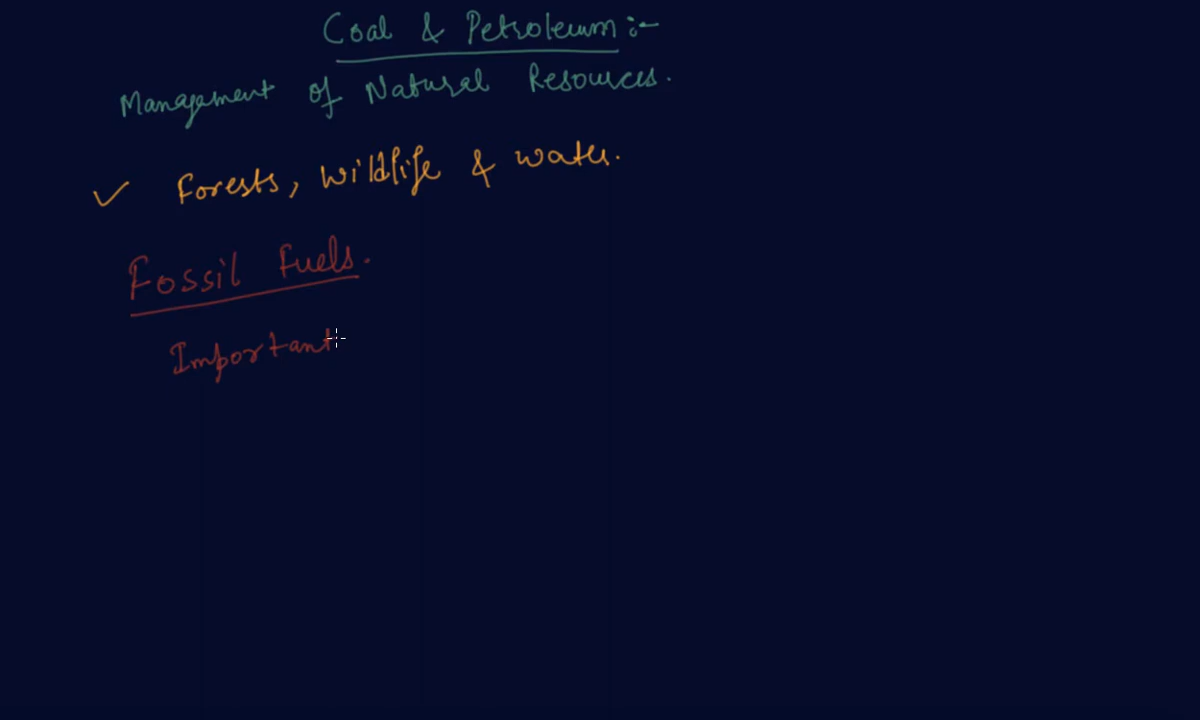 Coal & Petroleum :-
Management of Natural Resources.
✓ Forests, Wildlife & water.
Fossil Fuels.
Important